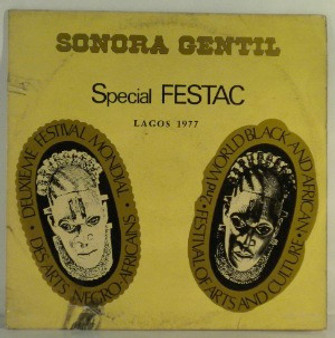 SONORA GENTIL
Special FESTAC
LAGOS 1977
• DEUXIEME FESTIVAL MONDIAL •
DES ARTS NEGRO-AFRICAINS
2nd WORLD BLACK AND AFRICAN
• FESTIVAL OF ARTS AND CULTURE •